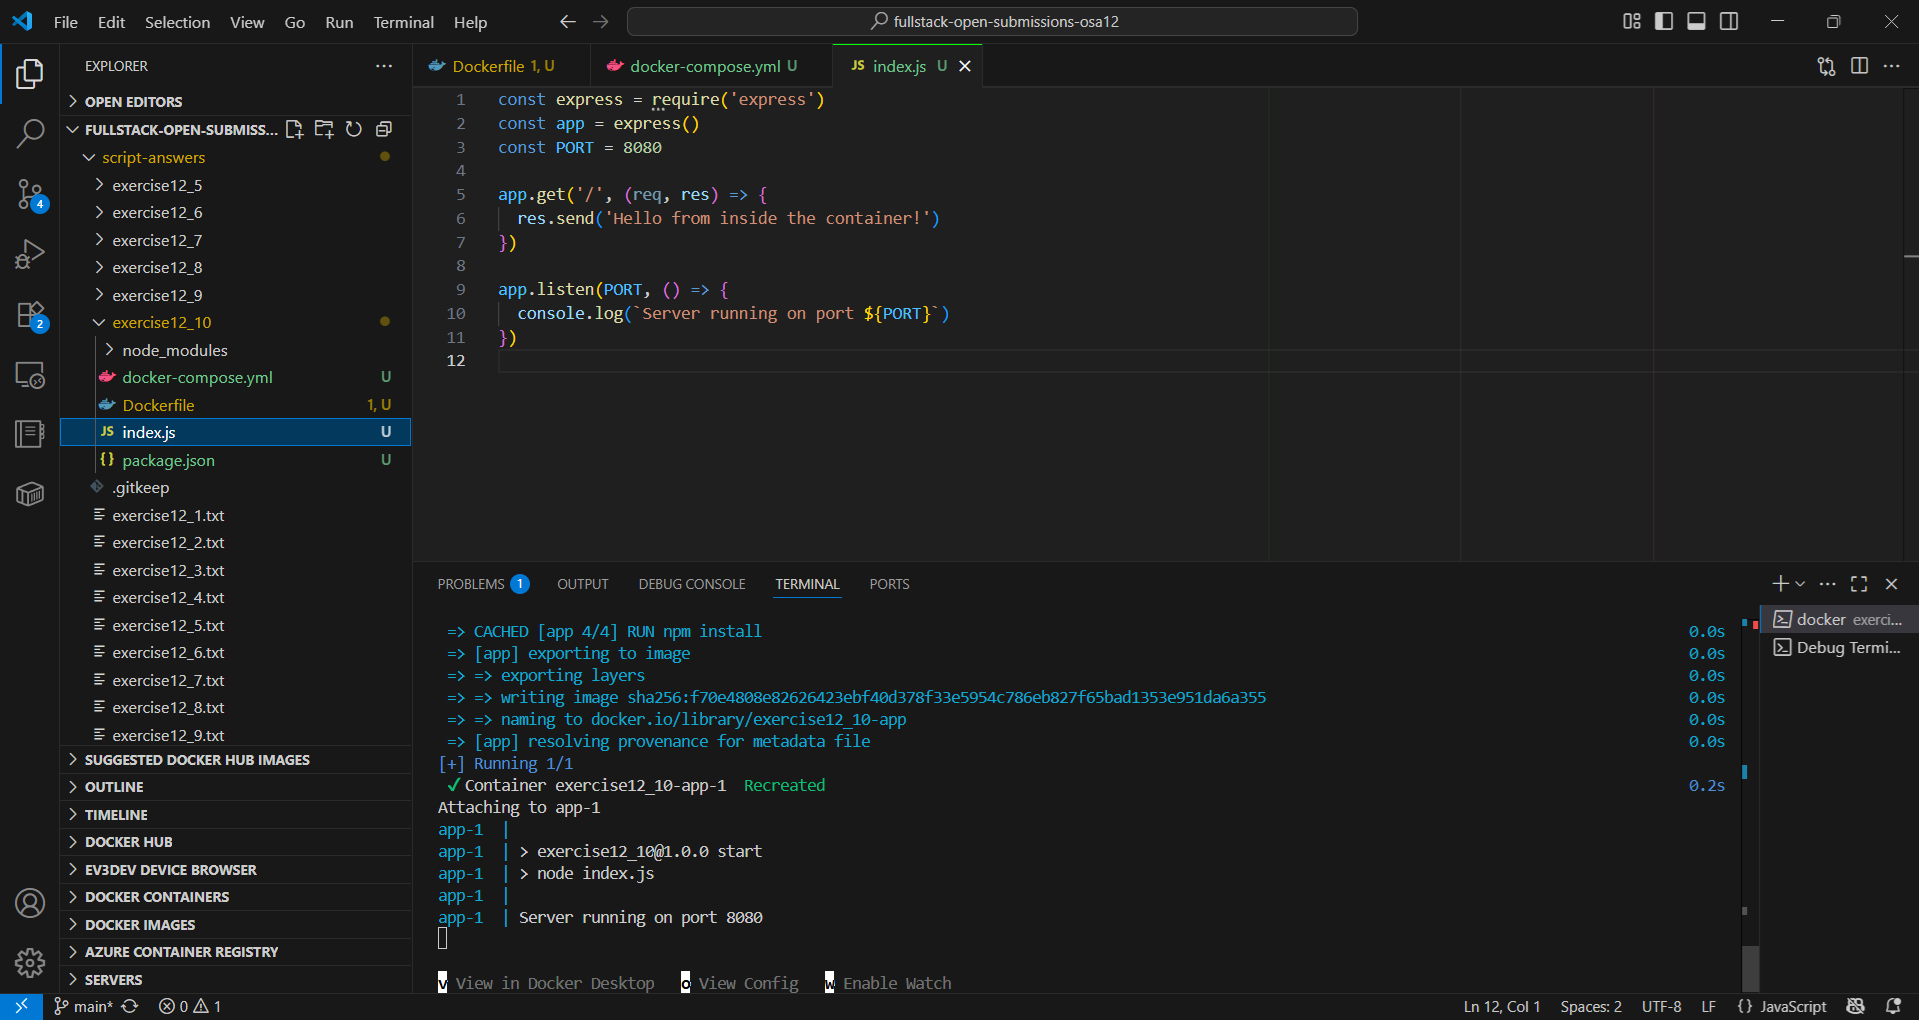 File Edit Selection View Go Run Terminal Help
fullstack-open-submissions-osa12
EXPLORER
OPEN EDITORS
FULLSTACK-OPEN-SUBMISS...
script-answers
exercise12_5
exercise12_6
exercise12_7
exercise12_8
exercise12_9
exercise12_10
node_modules
docker-compose.yml U
Dockerfile 1, U
JS index.js U
{} package.json U
.gitkeep
exercise12_1.txt
exercise12_2.txt
exercise12_3.txt
exercise12_4.txt
exercise12_5.txt
exercise12_6.txt
exercise12_7.txt
exercise12_8.txt
exercise12_9.txt
SUGGESTED DOCKER HUB IMAGES
OUTLINE
TIMELINE
DOCKER HUB
EV3DEV DEVICE BROWSER
DOCKER CONTAINERS
DOCKER IMAGES
AZURE CONTAINER REGISTRY
SERVERS
4
2
Dockerfile 1, U
docker-compose.yml U
JS index.js U
1 const express = require('express')
2 const app = express()
3 const PORT = 8080
4
5 app.get('/', (req, res) => {
6 res.send('Hello from inside the container!')
7 })
8
9 app.listen(PORT, () => {
10 console.log(`Server running on port ${PORT}`)
11 })
12
PROBLEMS 1 OUTPUT DEBUG CONSOLE TERMINAL PORTS
=> CACHED [app 4/4] RUN npm install 0.0s
=> [app] exporting to image 0.0s
=> => exporting layers 0.0s
=> => writing image sha256:f70e4808e82626423ebf40d378f33e5954c786eb827f65bad1353e951da6a355 0.0s
=> => naming to docker.io/library/exercise12_10-app 0.0s
=> [app] resolving provenance for metadata file 0.0s
[+] Running 1/1
✓ Container exercise12_10-app-1 Recreated 0.2s
Attaching to app-1
app-1 |
app-1 | > exercise12_10@1.0.0 start
app-1 | > node index.js
app-1 |
app-1 | Server running on port 8080
v View in Docker Desktop o View Config w Enable Watch
docker exerci...
Debug Termi...
main* 0 1
Ln 12, Col 1 Spaces: 2 UTF-8 LF {} JavaScript